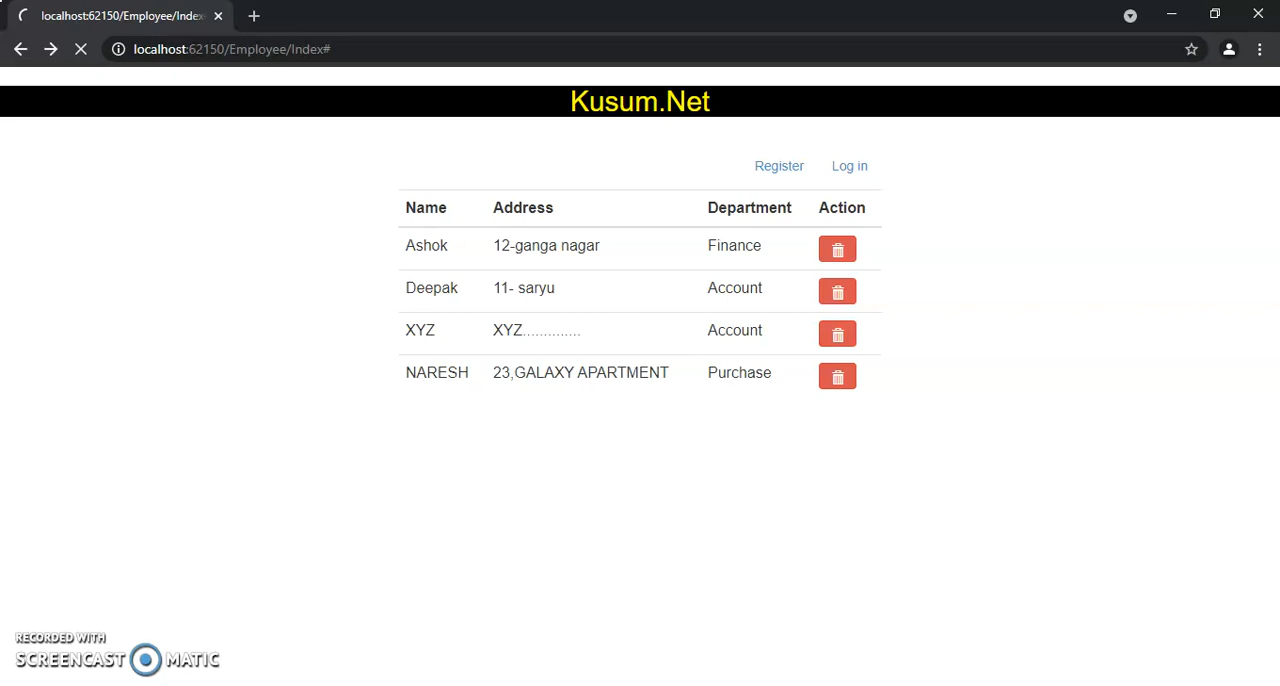 localhost:62150/Employee/Index
localhost:62150/Employee/Index#
Kusum.Net
Register Log in
Name Address Department Action
Ashok 12-ganga nagar Finance
Deepak 11- saryu Account
XYZ XYZ............. Account
NARESH 23,GALAXY APARTMENT Purchase
RECORDED WITH
SCREENCAST MATIC